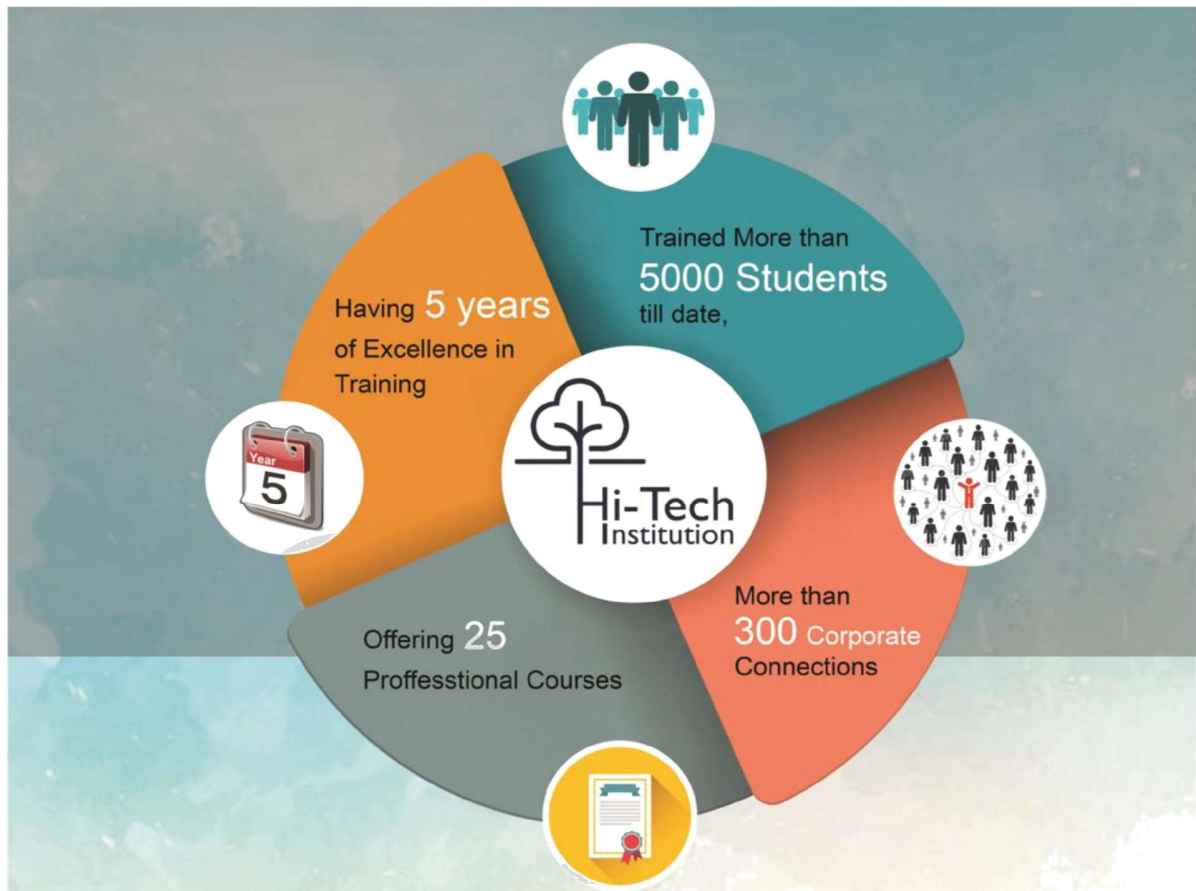 Trained More than
5000 Students
till date,
Having 5 years
of Excellence in
Training
Year
5
Hi-Tech
Institution
More than
300 Corporate
Connections
Offering 25
Proffesstional Courses